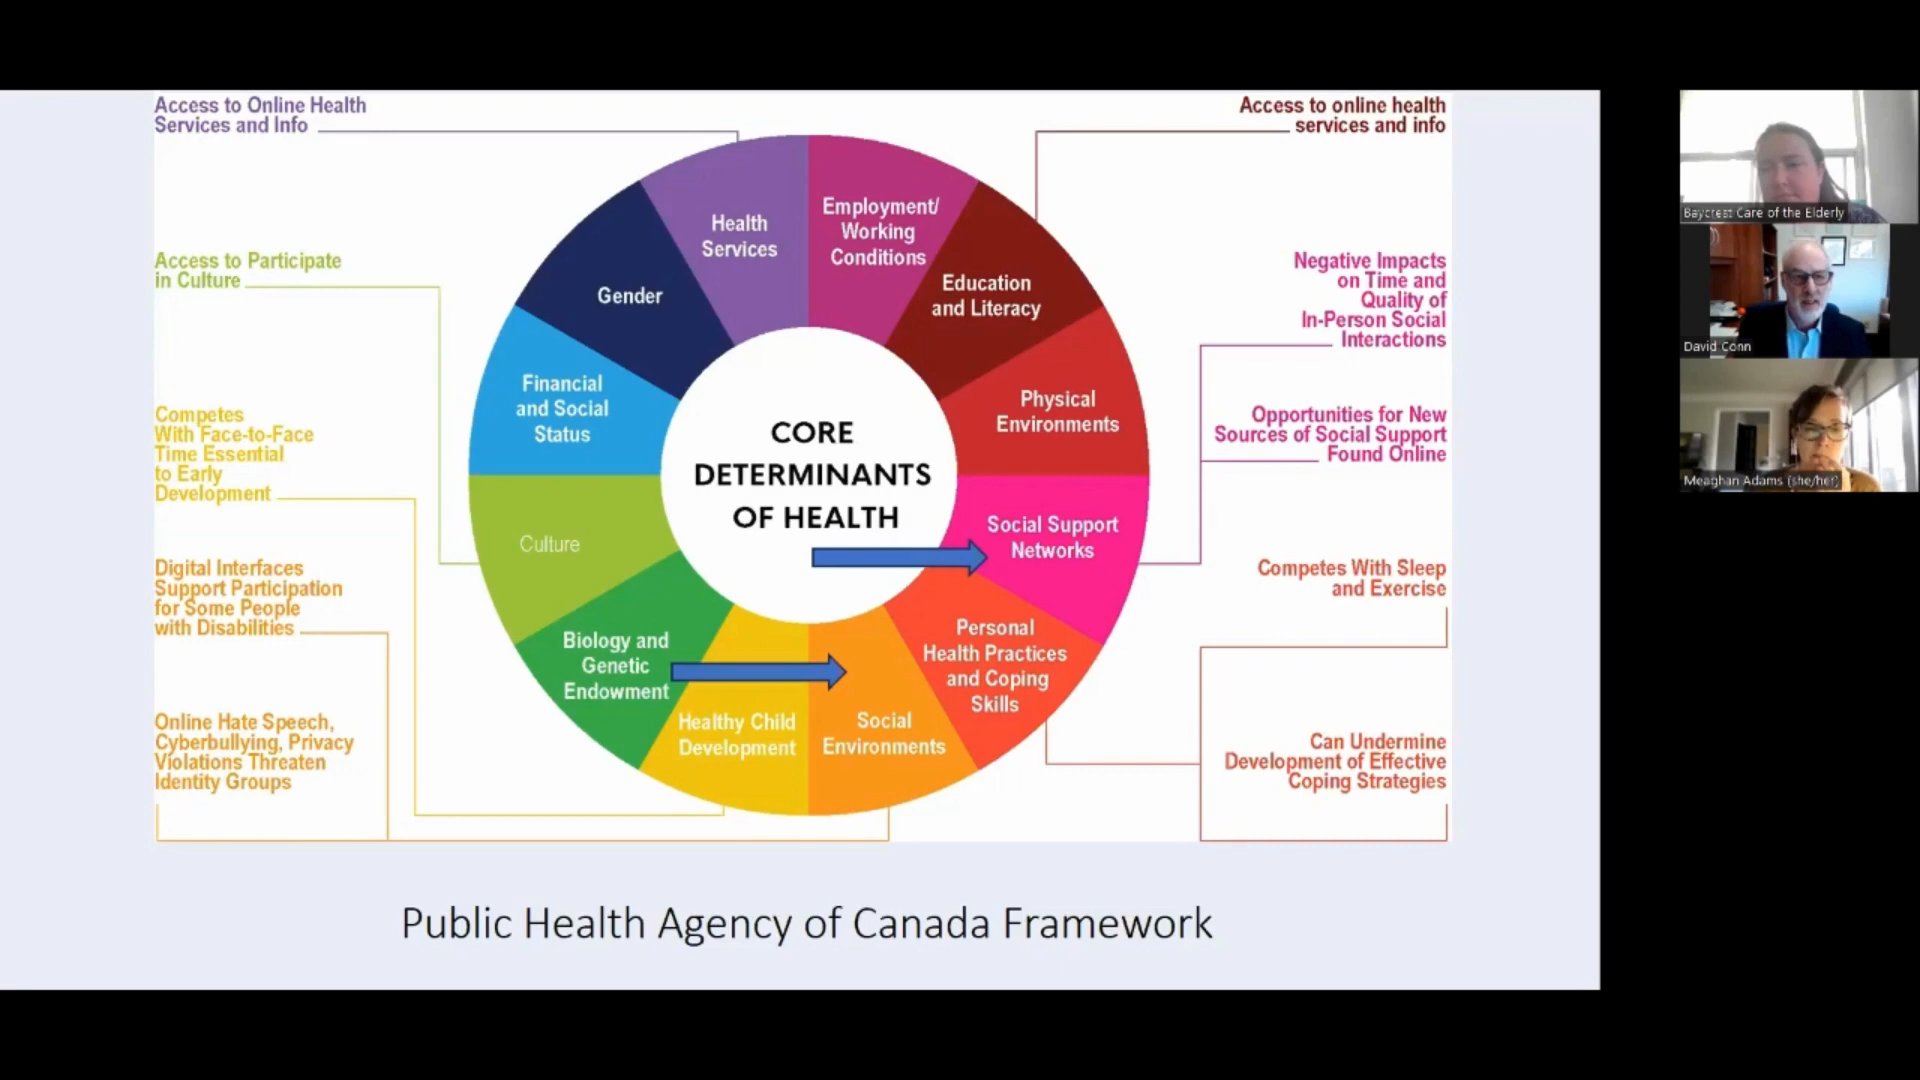 Access to Online Health
Services and Info
Access to Participate
in Culture
Competes
With Face-to-Face
Time Essential
to Early
Development
Digital Interfaces
Support Participation
for Some People
with Disabilities
Online Hate Speech,
Cyberbullying, Privacy
Violations Threaten
Identity Groups
Health
Services
Employment/
Working
Conditions
Education
and Literacy
Physical
Environments
Social Support
Networks
Personal
Health Practices
and Coping
Skills
Social
Environments
Healthy Child
Development
Biology and
Genetic
Endowment
Culture
Financial
and Social
Status
Gender
CORE
DETERMINANTS
OF HEALTH
Access to online health
services and info
Negative Impacts
on Time and
Quality of
In-Person Social
Interactions
Opportunities for New
Sources of Social Support
Found Online
Competes With Sleep
and Exercise
Can Undermine
Development of Effective
Coping Strategies
Public Health Agency of Canada Framework
Baycrest Care of the Elderly
David Conn
Meaghan Adams (she/her)